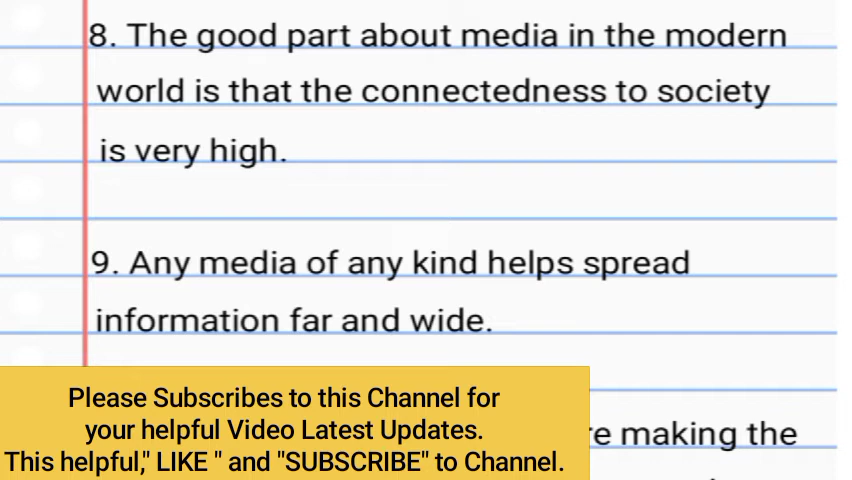 8. The good part about media in the modern
world is that the connectedness to society
is very high.
9. Any media of any kind helps spread
information far and wide.
Please Subscribes to this Channel for
your helpful Video Latest Updates.
This helpful," LIKE " and "SUBSCRIBE" to Channel.
making the